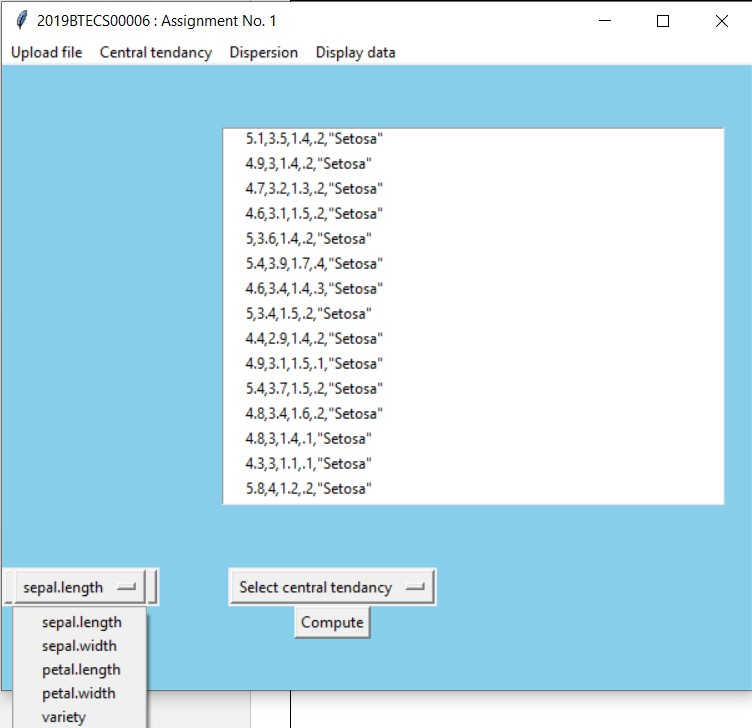 2019BTECS00006 : Assignment No. 1
Upload file Central tendancy Dispersion Display data
5.1,3.5,1.4,.2,"Setosa"
4.9,3,1.4,.2,"Setosa"
4.7,3.2,1.3,.2,"Setosa"
4.6,3.1,1.5,.2,"Setosa"
5,3.6,1.4,.2,"Setosa"
5.4,3.9,1.7,.4,"Setosa"
4.6,3.4,1.4,.3,"Setosa"
5,3.4,1.5,.2,"Setosa"
4.4,2.9,1.4,.2,"Setosa"
4.9,3.1,1.5,.1,"Setosa"
5.4,3.7,1.5,.2,"Setosa"
4.8,3.4,1.6,.2,"Setosa"
4.8,3,1.4,.1,"Setosa"
4.3,3,1.1,.1,"Setosa"
5.8,4,1.2,.2,"Setosa"
sepal.length Select central tendancy
Compute
sepal.length
sepal.width
petal.length
petal.width
variety